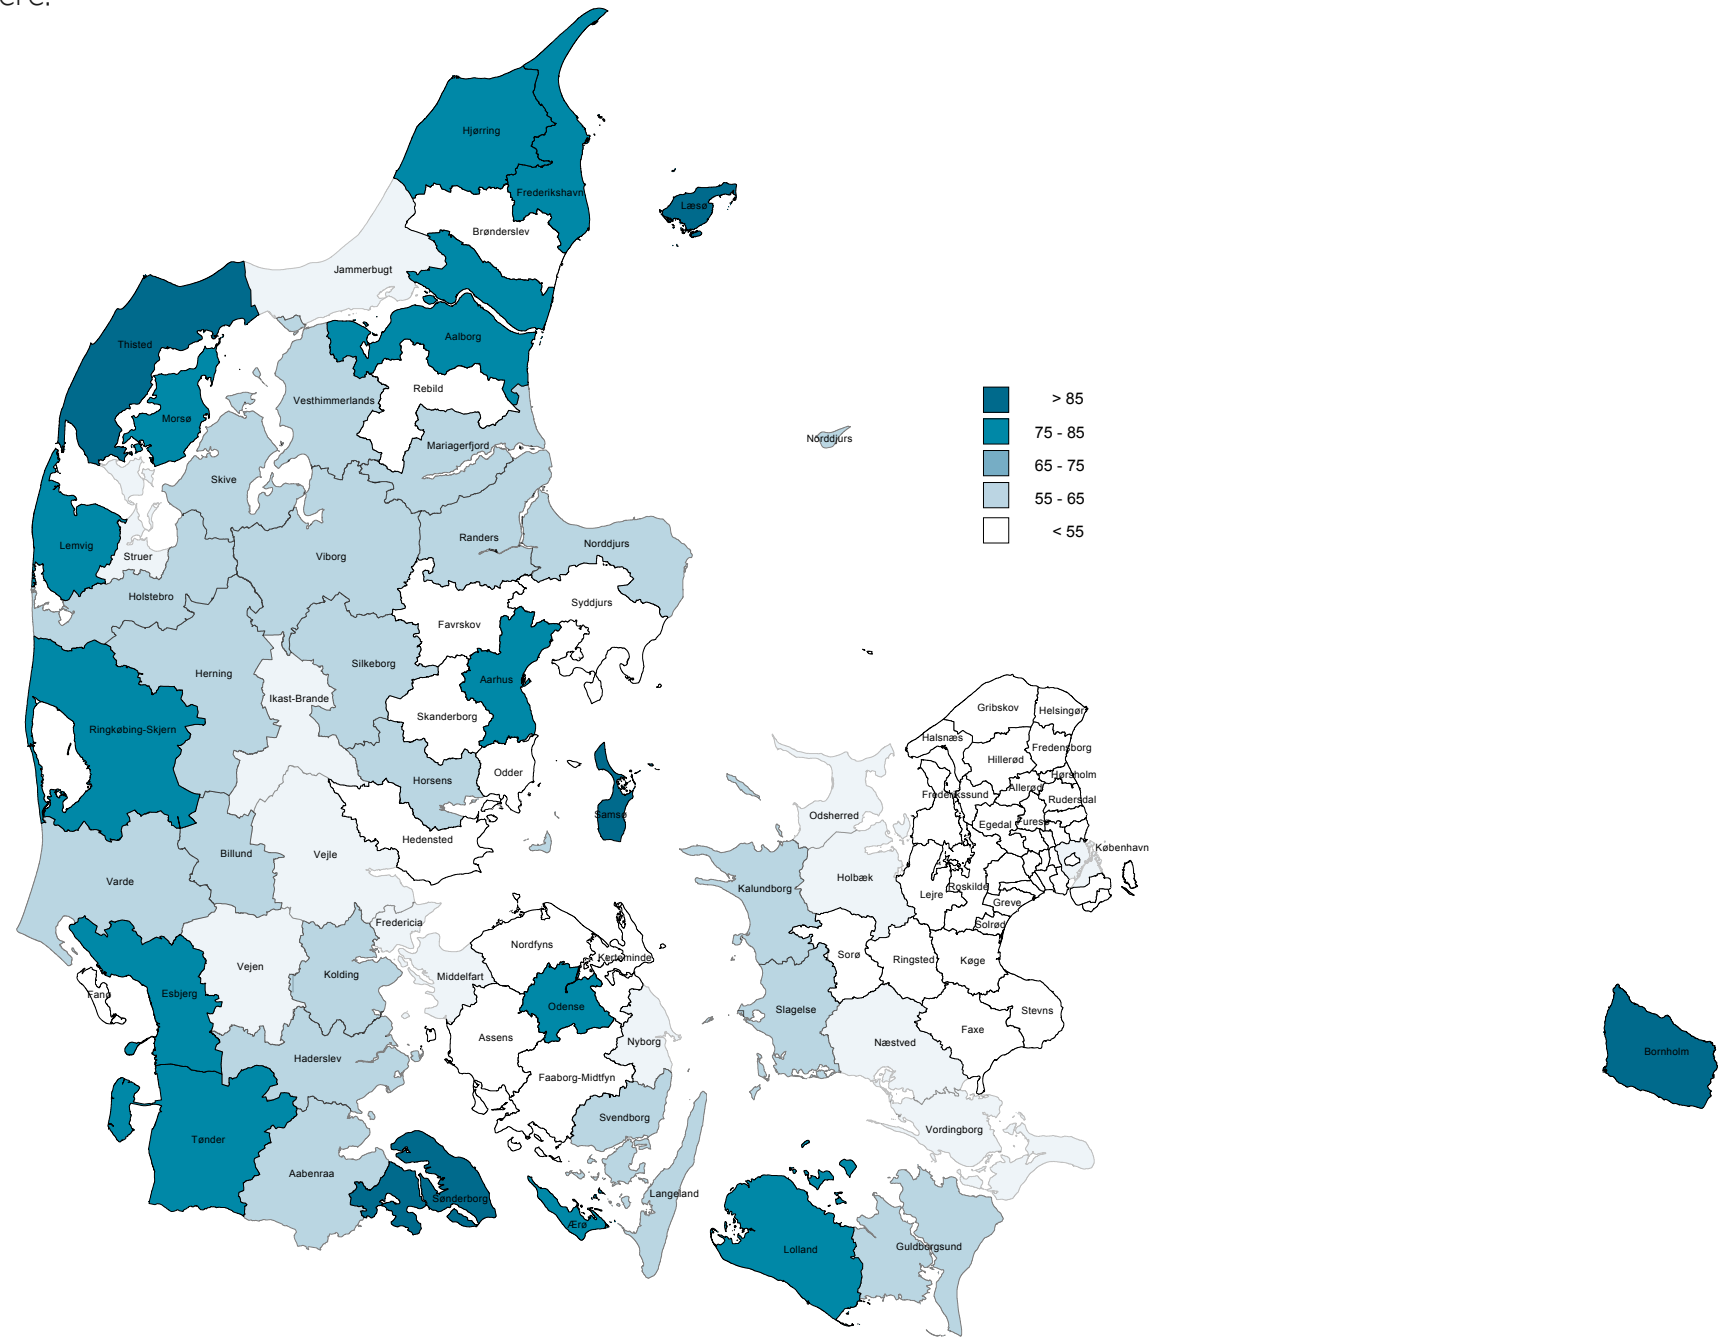 Hjørring
Frederikshavn
Læsø
Brønderslev
Jammerbugt
Aalborg
Thisted
Rebild
Vesthimmerlands
Morsø
Norddjurs
Mariagerfjord
Skive
Randers
Norddjurs
Lemvig
Struer
Viborg
Holstebro
Syddjurs
Favrskov
Silkeborg
Herning
Aarhus
Ikast-Brande
Skanderborg
Ringkøbing-Skjern
Odder
Horsens
Samsø
Hedensted
Billund
Vejle
Varde
Fredericia
Nordfyns
Kerteminde
Vejen
Kolding
Middelfart
Fanø
Esbjerg
Odense
Assens
Nyborg
Haderslev
Faaborg-Midtfyn
Svendborg
Tønder
Aabenraa
Sønderborg
Langeland
Ærø
> 85
75 - 85
65 - 75
55 - 65
< 55
Gribskov
Helsingør
Halsnæs
Fredensborg
Hillerød
Hørsholm
Allerød
Frederikssund
Rudersdal
Odsherred
Egedal
Furesø
København
Holbæk
Kalundborg
Roskilde
Lejre
Greve
Solrød
Sorø
Ringsted
Køge
Slagelse
Stevns
Faxe
Næstved
Vordingborg
Lolland
Guldborgsund
Bornholm